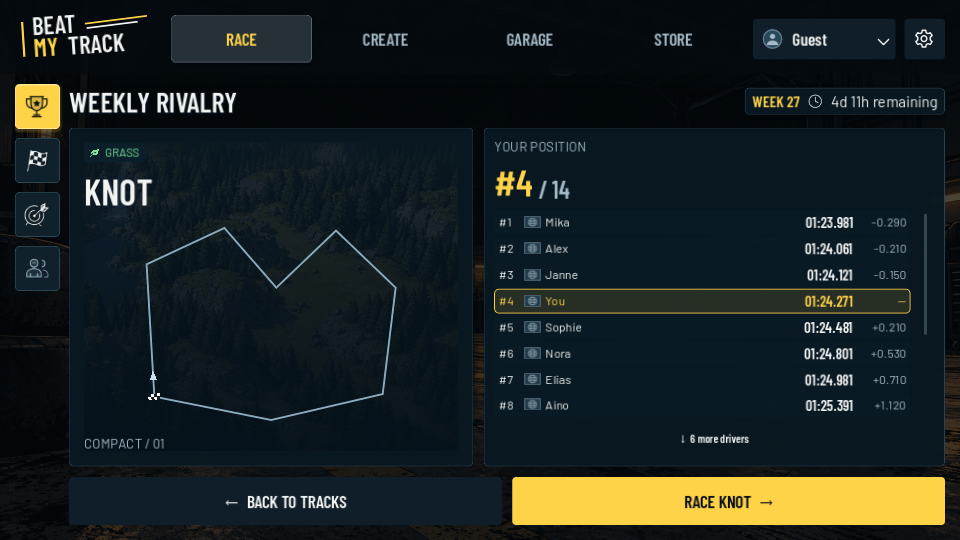 BEAT
MY TRACK
RACE
CREATE
GARAGE
STORE
Guest
WEEKLY RIVALRY
WEEK 27
4d 11h remaining
GRASS
KNOT
COMPACT / 01
YOUR POSITION
#4 / 14
#1 Mika 01:23.981 -0.290
#2 Alex 01:24.061 -0.210
#3 Janne 01:24.121 -0.150
#4 You 01:24.271 —
#5 Sophie 01:24.481 +0.210
#6 Nora 01:24.801 +0.530
#7 Elias 01:24.981 +0.710
#8 Aino 01:25.391 +1.120
↓ 6 more drivers
← BACK TO TRACKS
RACE KNOT →